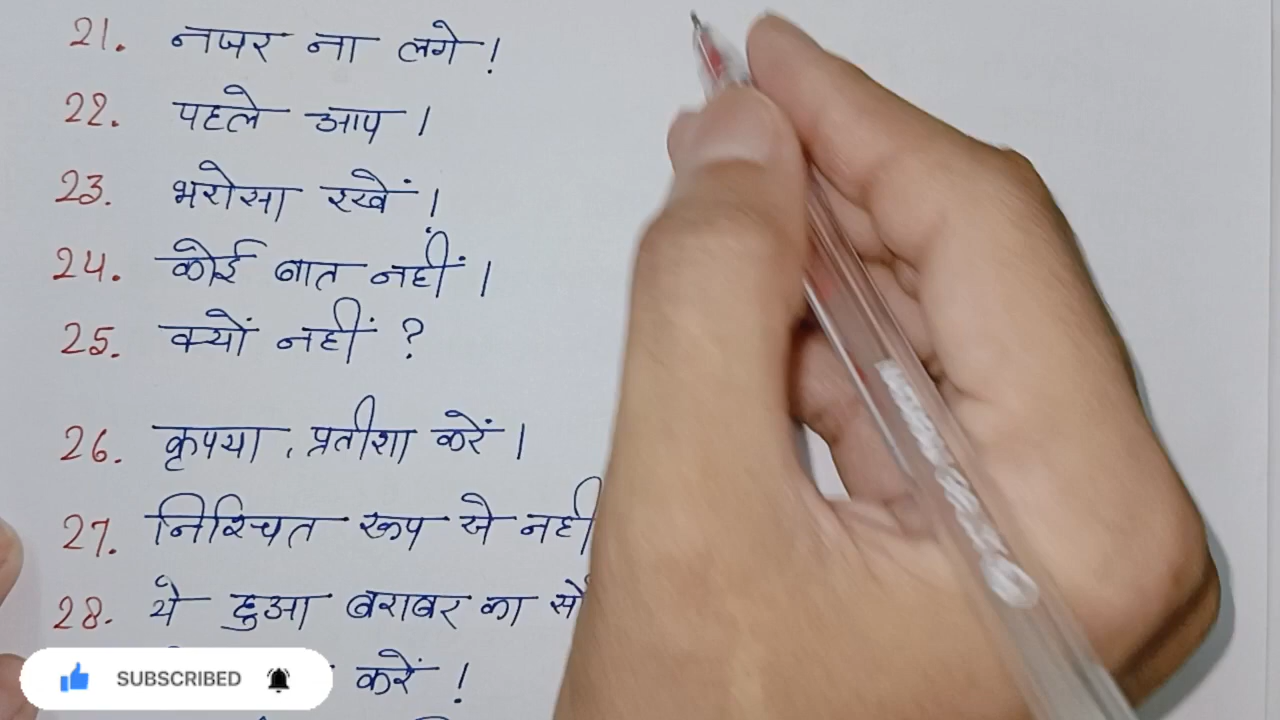 21. नजर ना लगे !
22. पहले आप ।
23. भरोसा रखें ।
24. कोई बात नहीं ।
25. क्यों नहीं ?
26. कृपया, प्रतीक्षा करें ।
27. निश्चित रूप से नहीं
28. ये हुआ बराबर का
करें !
SUBSCRIBED